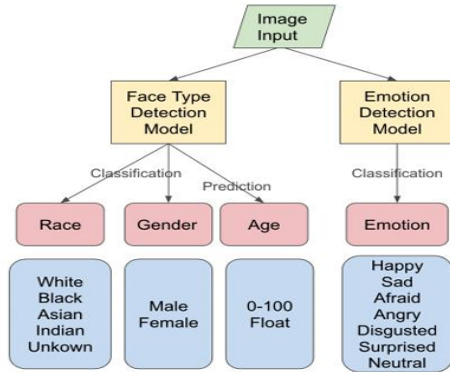 Image
Input
Face Type
Detection
Model
Emotion
Detection
Model
Classification
Prediction
Classification
Race
Gender
Age
Emotion
White
Black
Asian
Indian
Unkown
Male
Female
0-100
Float
Happy
Sad
Afraid
Angry
Disgusted
Surprised
Neutral